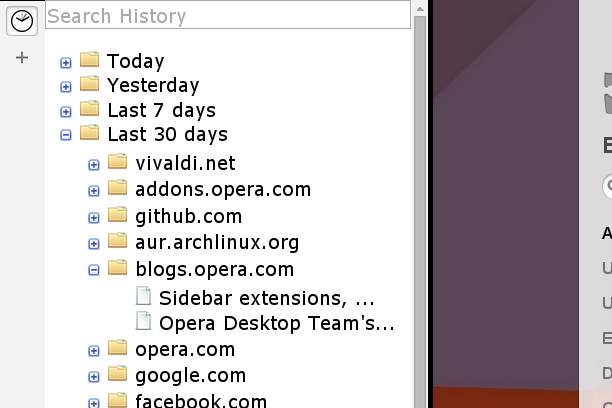 Search History
Today
Yesterday
Last 7 days
Last 30 days
vivaldi.net
addons.opera.com
github.com
aur.archlinux.org
blogs.opera.com
Sidebar extensions, ...
Opera Desktop Team's...
opera.com
google.com
facebook.com
A
U
U
E
D